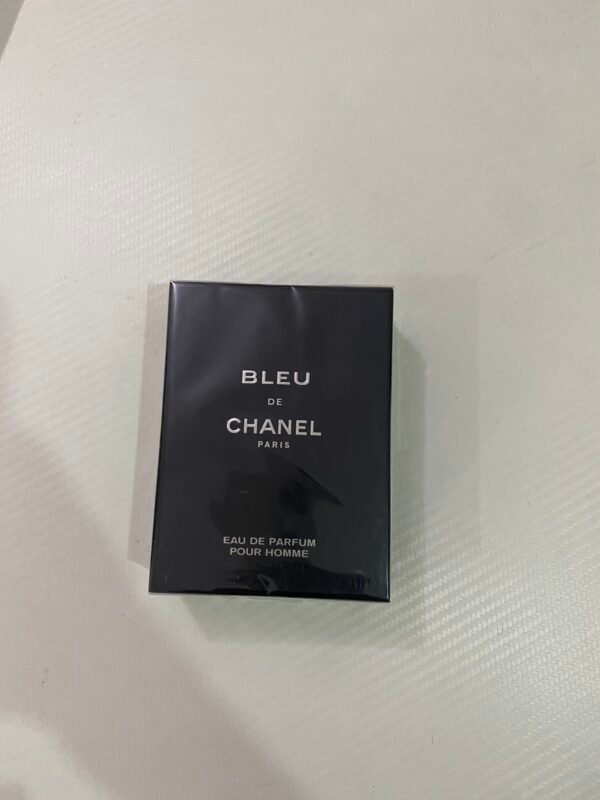 BLEU
DE
CHANEL
PARIS
EAU DE PARFUM
POUR HOMME